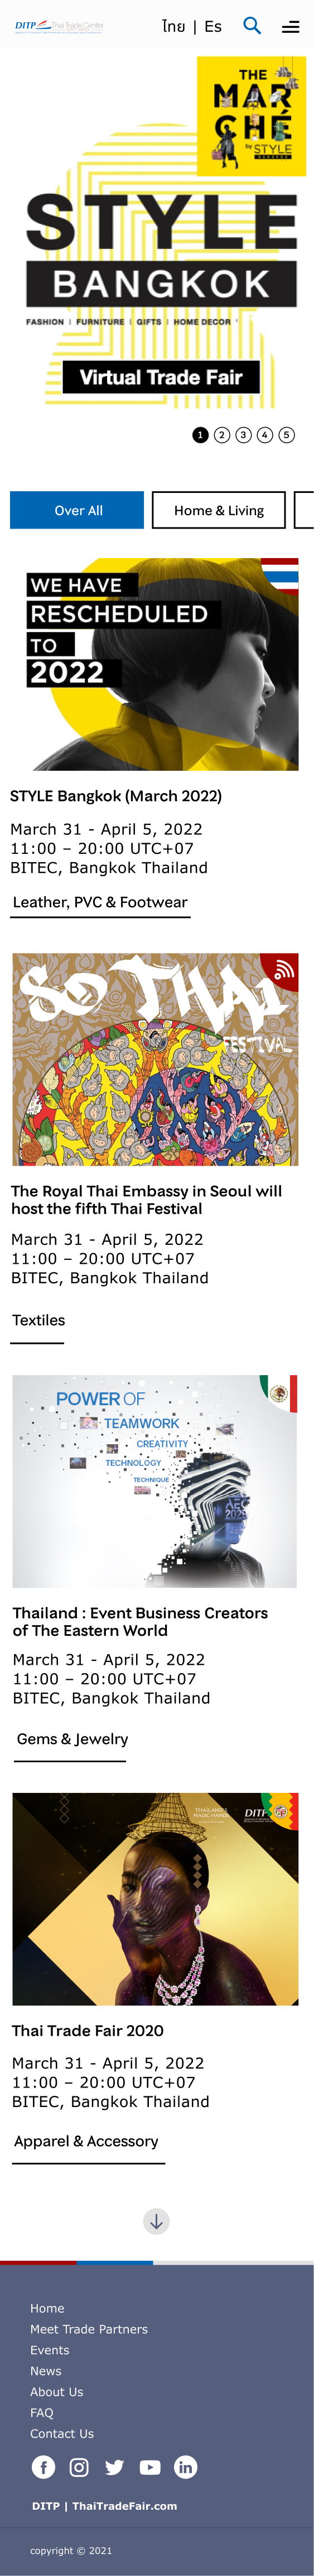 DITP Thai Trade Center
ไทย | Es
THE
MAR
CHÉ
by STYLE
BANGKOK
STYLE
BANGKOK
FASHION | FURNITURE | GIFTS | HOME DECOR
Virtual Trade Fair
1 2 3 4 5
Over All
Home & Living
WE HAVE
RESCHEDULED
TO
2022
STYLE Bangkok (March 2022)
March 31 - April 5, 2022
11:00 – 20:00 UTC+07
BITEC, Bangkok Thailand
Leather, PVC & Footwear
SO THAI
FESTIVAL
The Royal Thai Embassy in Seoul will
host the fifth Thai Festival
March 31 - April 5, 2022
11:00 – 20:00 UTC+07
BITEC, Bangkok Thailand
Textiles
POWER OF
TEAMWORK
CREATIVITY
TECHNOLOGY
TECHNIQUE
AEC
2025
Thailand : Event Business Creators
of The Eastern World
March 31 - April 5, 2022
11:00 – 20:00 UTC+07
BITEC, Bangkok Thailand
Gems & Jewelry
THAILAND'S
MAGIC HANDS
DITP
Thai Trade Fair 2020
March 31 - April 5, 2022
11:00 – 20:00 UTC+07
BITEC, Bangkok Thailand
Apparel & Accessory
Home
Meet Trade Partners
Events
News
About Us
FAQ
Contact Us
DITP | ThaiTradeFair.com
copyright © 2021